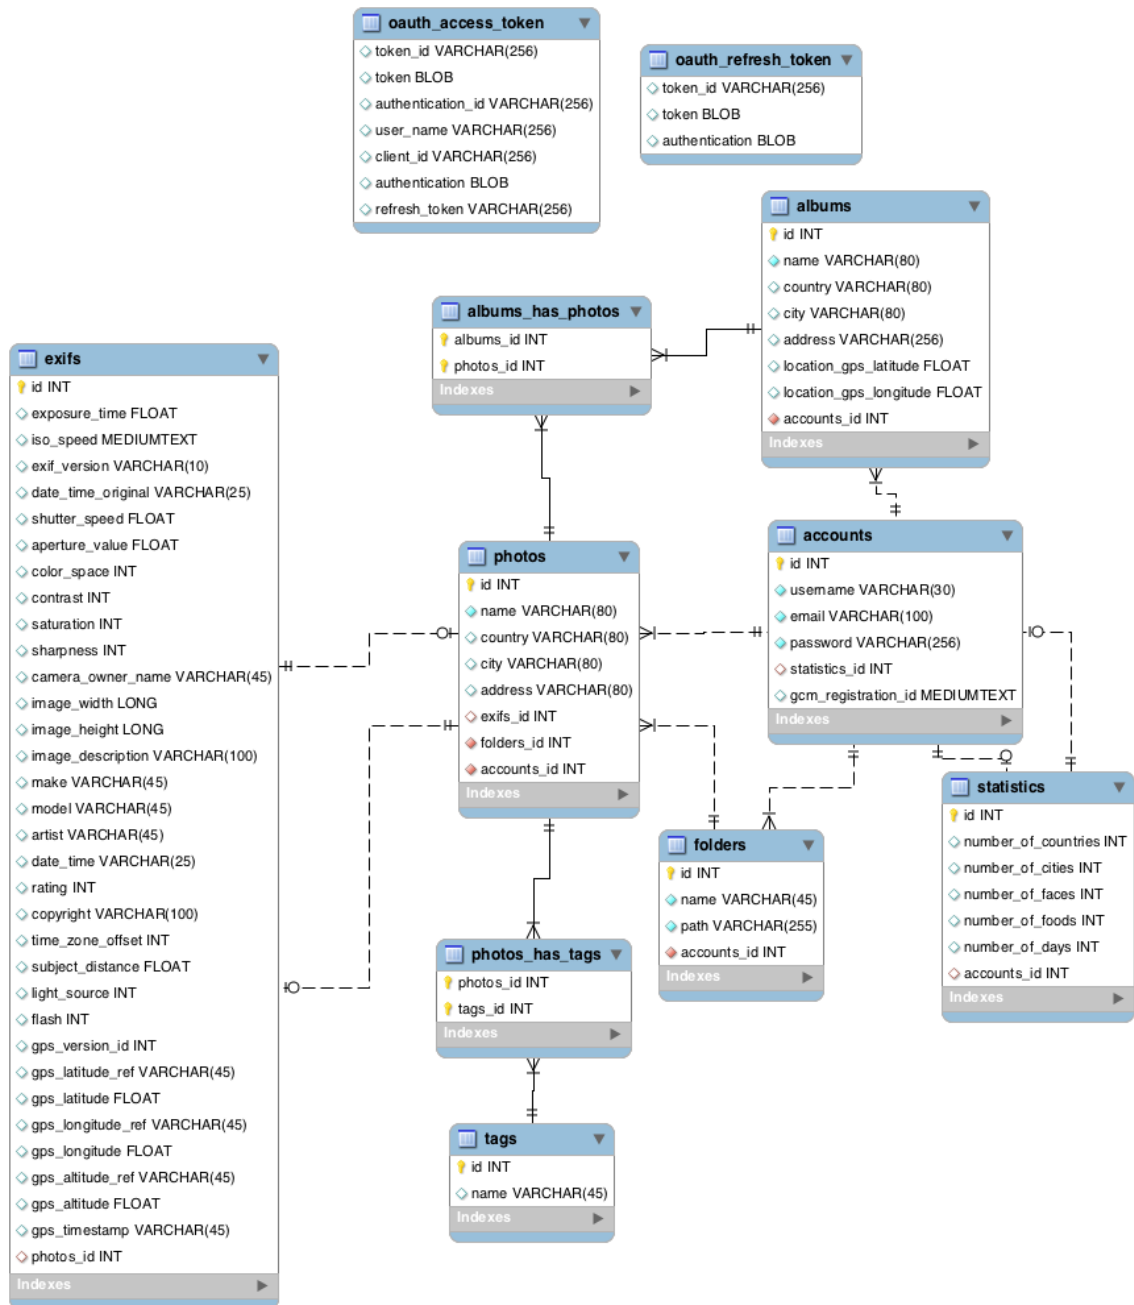 oauth_access_token
token_id VARCHAR(256)
token BLOB
authentication_id VARCHAR(256)
user_name VARCHAR(256)
client_id VARCHAR(256)
authentication BLOB
refresh_token VARCHAR(256)
oauth_refresh_token
token_id VARCHAR(256)
token BLOB
authentication BLOB
albums
id INT
name VARCHAR(80)
country VARCHAR(80)
city VARCHAR(80)
address VARCHAR(256)
location_gps_latitude FLOAT
location_gps_longitude FLOAT
accounts_id INT
Indexes
albums_has_photos
albums_id INT
photos_id INT
Indexes
exifs
id INT
exposure_time FLOAT
iso_speed MEDIUMTEXT
exif_version VARCHAR(10)
date_time_original VARCHAR(25)
shutter_speed FLOAT
aperture_value FLOAT
color_space INT
contrast INT
saturation INT
sharpness INT
camera_owner_name VARCHAR(45)
image_width LONG
image_height LONG
image_description VARCHAR(100)
make VARCHAR(45)
model VARCHAR(45)
artist VARCHAR(45)
date_time VARCHAR(25)
rating INT
copyright VARCHAR(100)
time_zone_offset INT
subject_distance FLOAT
light_source INT
flash INT
gps_version_id INT
gps_latitude_ref VARCHAR(45)
gps_latitude FLOAT
gps_longitude_ref VARCHAR(45)
gps_longitude FLOAT
gps_altitude_ref VARCHAR(45)
gps_altitude FLOAT
gps_timestamp VARCHAR(45)
photos_id INT
Indexes
photos
id INT
name VARCHAR(80)
country VARCHAR(80)
city VARCHAR(80)
address VARCHAR(80)
exifs_id INT
folders_id INT
accounts_id INT
Indexes
accounts
id INT
username VARCHAR(30)
email VARCHAR(100)
password VARCHAR(256)
statistics_id INT
gcm_registration_id MEDIUMTEXT
Indexes
statistics
id INT
number_of_countries INT
number_of_cities INT
number_of_faces INT
number_of_foods INT
number_of_days INT
accounts_id INT
Indexes
folders
id INT
name VARCHAR(45)
path VARCHAR(255)
accounts_id INT
Indexes
photos_has_tags
photos_id INT
tags_id INT
Indexes
tags
id INT
name VARCHAR(45)
Indexes